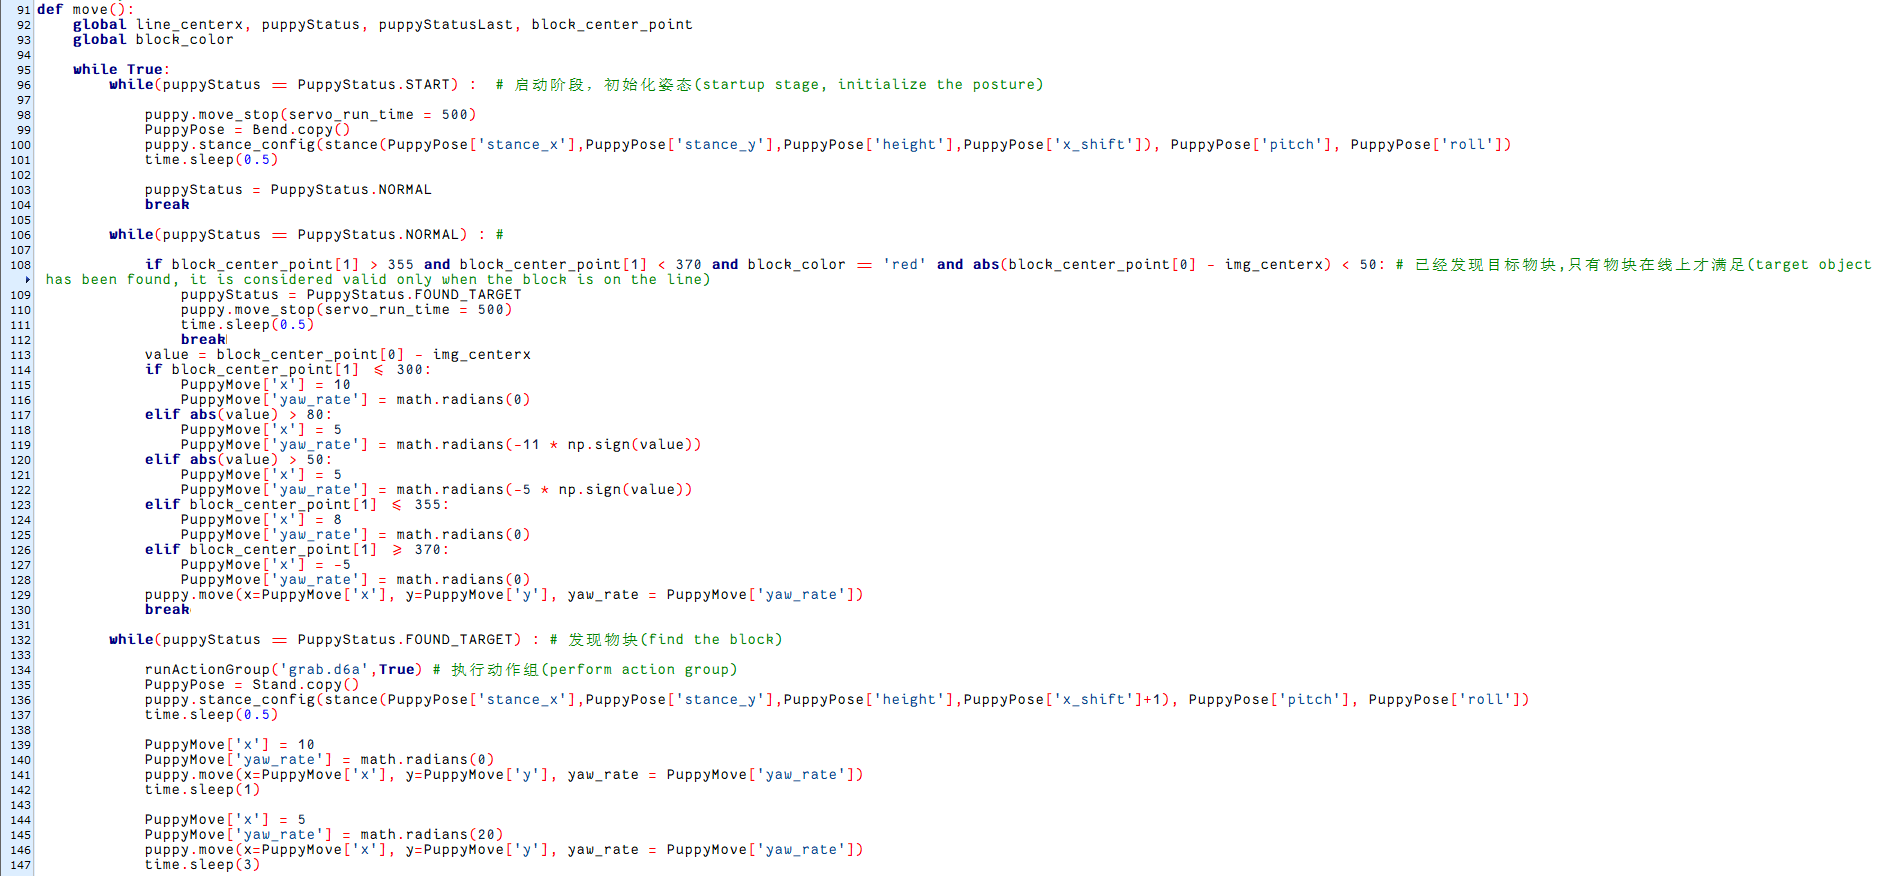 91 def move():
92     global line_centerx, puppyStatus, puppyStatusLast, block_center_point
93     global block_color
94
95     while True:
96         while(puppyStatus == PuppyStatus.START) :  # 启动阶段，初始化姿态(startup stage, initialize the posture)
97
98             puppy.move_stop(servo_run_time = 500)
99             PuppyPose = Bend.copy()
100             puppy.stance_config(stance(PuppyPose['stance_x'],PuppyPose['stance_y'],PuppyPose['height'],PuppyPose['x_shift']), PuppyPose['pitch'], PuppyPose['roll'])
101             time.sleep(0.5)
102
103             puppyStatus = PuppyStatus.NORMAL
104             break
105
106         while(puppyStatus == PuppyStatus.NORMAL) : #
107
108             if block_center_point[1] > 355 and block_center_point[1] < 370 and block_color == 'red' and abs(block_center_point[0] - img_centerx) < 50: # 已经发现目标物块,只有物块在线上才满足(target object
has been found, it is considered valid only when the block is on the line)
109                 puppyStatus = PuppyStatus.FOUND_TARGET
110                 puppy.move_stop(servo_run_time = 500)
111                 time.sleep(0.5)
112                 break
113             value = block_center_point[0] - img_centerx
114             if block_center_point[1] <= 300:
115                 PuppyMove['x'] = 10
116                 PuppyMove['yaw_rate'] = math.radians(0)
117             elif abs(value) > 80:
118                 PuppyMove['x'] = 5
119                 PuppyMove['yaw_rate'] = math.radians(-11 * np.sign(value))
120             elif abs(value) > 50:
121                 PuppyMove['x'] = 5
122                 PuppyMove['yaw_rate'] = math.radians(-5 * np.sign(value))
123             elif block_center_point[1] <= 355:
124                 PuppyMove['x'] = 8
125                 PuppyMove['yaw_rate'] = math.radians(0)
126             elif block_center_point[1] >= 370:
127                 PuppyMove['x'] = -5
128                 PuppyMove['yaw_rate'] = math.radians(0)
129             puppy.move(x=PuppyMove['x'], y=PuppyMove['y'], yaw_rate = PuppyMove['yaw_rate'])
130             break
131
132         while(puppyStatus == PuppyStatus.FOUND_TARGET) : # 发现物块(find the block)
133
134             runActionGroup('grab.d6a',True) # 执行动作组(perform action group)
135             PuppyPose = Stand.copy()
136             puppy.stance_config(stance(PuppyPose['stance_x'],PuppyPose['stance_y'],PuppyPose['height'],PuppyPose['x_shift']+1), PuppyPose['pitch'], PuppyPose['roll'])
137             time.sleep(0.5)
138
139             PuppyMove['x'] = 10
140             PuppyMove['yaw_rate'] = math.radians(0)
141             puppy.move(x=PuppyMove['x'], y=PuppyMove['y'], yaw_rate = PuppyMove['yaw_rate'])
142             time.sleep(1)
143
144             PuppyMove['x'] = 5
145             PuppyMove['yaw_rate'] = math.radians(20)
146             puppy.move(x=PuppyMove['x'], y=PuppyMove['y'], yaw_rate = PuppyMove['yaw_rate'])
147             time.sleep(3)